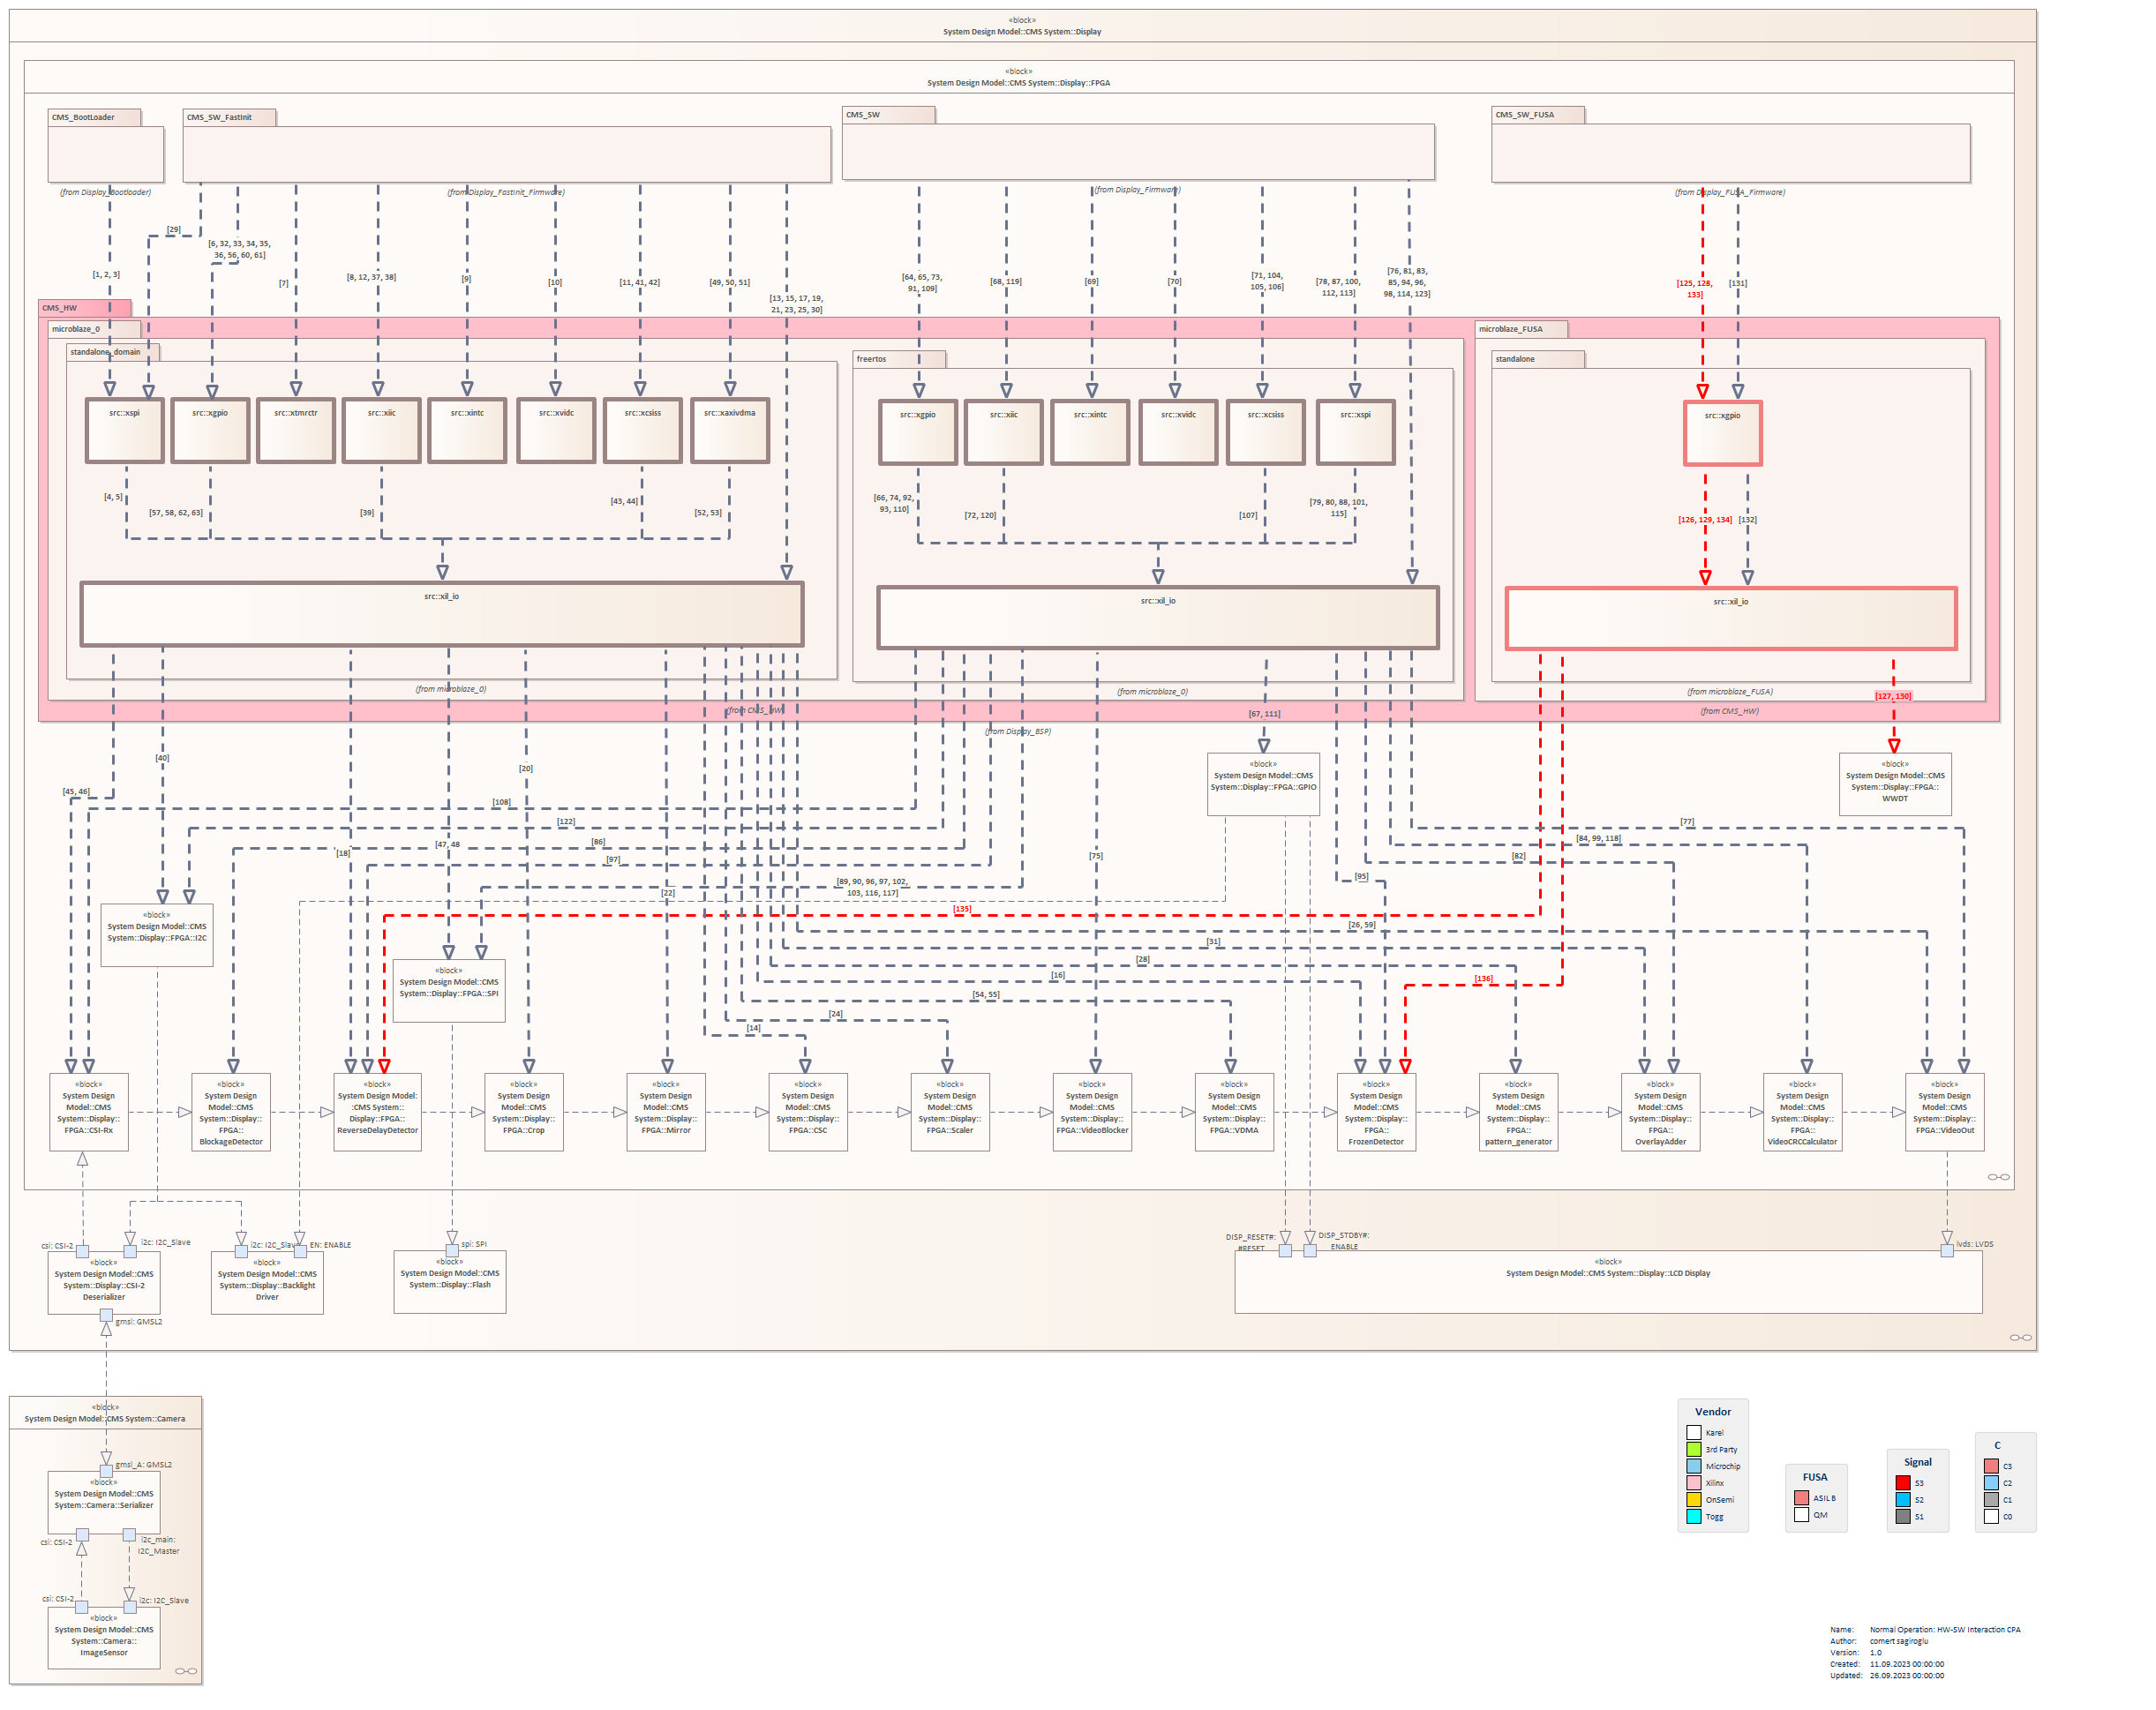 «block»
System Design Model::CMS System::Display
«block»
System Design Model::CMS System::Display::FPGA
CMS_BootLoader
CMS_SW_FastInit
CMS_SW
CMS_SW_FUSA
(from Display_Bootloader)
(from Display_FastInit_Firmware)
(from Display_Firmware)
(from Display_FUSA_Firmware)
[29]
[6, 32, 33, 34, 35,
36, 56, 60, 61]
[1, 2, 3]
[7]
[8, 12, 37, 38]
[9]
[10]
[11, 41, 42]
[49, 50, 51]
[13, 15, 17, 19,
21, 23, 25, 30]
[64, 65, 73,
91, 109]
[68, 119]
[69]
[70]
[71, 104,
105, 106]
[78, 87, 100,
112, 113]
[76, 81, 83,
85, 94, 96,
98, 114, 123]
[125, 128,
133]
[131]
CMS_HW
microblaze_0
microblaze_FUSA
standalone_domain
freertos
standalone
src::xspi
src::xgpio
src::xtmrctr
src::xiic
src::xintc
src::xvidc
src::xcsiss
src::xaxivdma
src::xgpio
src::xiic
src::xintc
src::xvidc
src::xcsiss
src::xspi
src::xgpio
[4, 5]
[57, 58, 62, 63]
[39]
[43, 44]
[52, 53]
[66, 74, 92,
93, 110]
[72, 120]
[107]
[79, 80, 88, 101,
115]
[126, 129, 134]
[132]
src::xil_io
src::xil_io
src::xil_io
(from microblaze_0)
(from microblaze_0)
(from microblaze_FUSA)
(from CMS_HW)
(from CMS_HW)
(from Display_BSP)
[67, 111]
[127, 130]
[40]
[20]
[45, 46]
[108]
[122]
[86]
[47, 48
[18]
[97]
[75]
[89, 90, 96, 97, 102,
103, 116, 117]
[22]
[95]
[82]
[84, 99, 118]
[77]
«block»
System Design Model::CMS
System::Display::FPGA::GPIO
«block»
System Design Model::CMS
System::Display::FPGA::
WWDT
[135]
[26, 59]
[31]
[28]
[16]
[136]
[54, 55]
[24]
[14]
«block»
System Design Model::CMS
System::Display::FPGA::I2C
«block»
System Design Model::CMS
System::Display::FPGA::SPI
«block»
System Design
Model::CMS
System::Display::
FPGA::CSI-Rx
«block»
System Design
Model::CMS
System::Display::
FPGA::
BlockageDetector
«block»
System Design Model:
:CMS System::
Display::FPGA::
ReverseDelayDetector
«block»
System Design
Model::CMS
System::Display::
FPGA::Crop
«block»
System Design
Model::CMS
System::Display::
FPGA::Mirror
«block»
System Design
Model::CMS
System::Display::
FPGA::CSC
«block»
System Design
Model::CMS
System::Display::
FPGA::Scaler
«block»
System Design
Model::CMS
System::Display::
FPGA::VideoBlocker
«block»
System Design
Model::CMS
System::Display::
FPGA::VDMA
«block»
System Design
Model::CMS
System::Display::
FPGA::
FrozenDetector
«block»
System Design
Model::CMS
System::Display::
FPGA::
pattern_generator
«block»
System Design
Model::CMS
System::Display::
FPGA::
OverlayAdder
«block»
System Design
Model::CMS
System::Display::
FPGA::
VideoCRCCalculator
«block»
System Design
Model::CMS
System::Display::
FPGA::VideoOut
csi: CSI-2
i2c: I2C_Slave
i2c: I2C_Slave
EN: ENABLE
spi: SPI
DISP_RESET#:
#RESET
DISP_STDBY#:
ENABLE
lvds: LVDS
«block»
System Design Model::CMS
System::Display::CSI-2
Deserializer
«block»
System Design Model::CMS
System::Display::Backlight
Driver
«block»
System Design Model::CMS
System::Display::Flash
«block»
System Design Model::CMS System::Display::LCD Display
gmsl: GMSL2
«block»
System Design Model::CMS System::Camera
gmsl_A: GMSL2
«block»
System Design Model::CMS
System::Camera::Serializer
csi: CSI-2
i2c_main:
I2C_Master
csi: CSI-2
i2c: I2C_Slave
«block»
System Design Model::CMS
System::Camera::
ImageSensor
Vendor
Karel
3rd Party
Microchip
Xilinx
OnSemi
Togg
FUSA
ASIL B
QM
Signal
S3
S2
S1
C
C3
C2
C1
C0
Name: Normal Operation: HW-SW Interaction CPA
Author: comert sagiroglu
Version: 1.0
Created: 11.09.2023 00:00:00
Updated: 26.09.2023 00:00:00